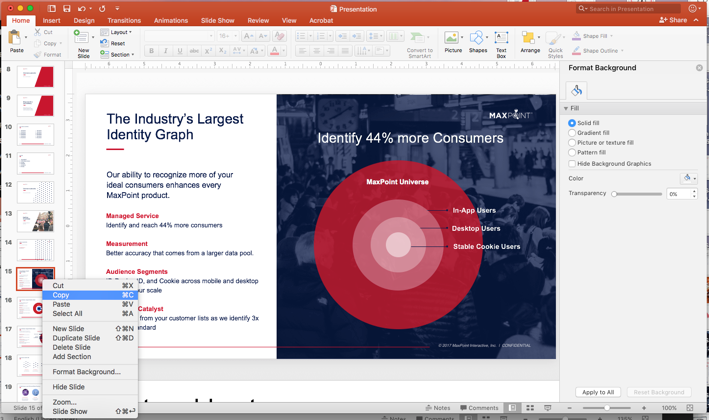 Presentation
Search in Presentation
Home
Insert
Design
Transitions
Animations
Slide Show
Review
View
Acrobat
Share
Paste
Cut
Copy
Format
New Slide
Layout
Reset
Section
Convert to SmartArt
Picture
Shapes
Text Box
Arrange
Quick Styles
Shape Fill
Shape Outline
8
9
10
11
12
13
14
15
16
17
18
19
The Industry's Largest
Identity Graph
Our ability to recognize more of your
ideal consumers enhances every
MaxPoint product.
Managed Service
Identify and reach 44% more consumers
Measurement
Better accuracy that comes from a larger data pool.
Audience Segments
and Cookie across mobile and desktop
ur scale
Catalyst
from your customer lists as we identify 3x
ndard
MAXPOINT
Identify 44% more Consumers
MaxPoint Universe
In-App Users
Desktop Users
Stable Cookie Users
© 2017 MaxPoint Interactive, Inc. | CONFIDENTIAL
Cut ⌘X
Copy ⌘C
Paste ⌘V
Select All ⌘A
New Slide ⇧⌘N
Duplicate Slide ⇧⌘D
Delete Slide
Add Section
Format Background...
Hide Slide
Zoom...
Slide Show ⇧⌘↩
Format Background
Fill
Solid fill
Gradient fill
Picture or texture fill
Pattern fill
Hide Background Graphics
Color
Transparency
0%
Apply to All
Reset Background
Slide 15 of
Notes
Comments
100%